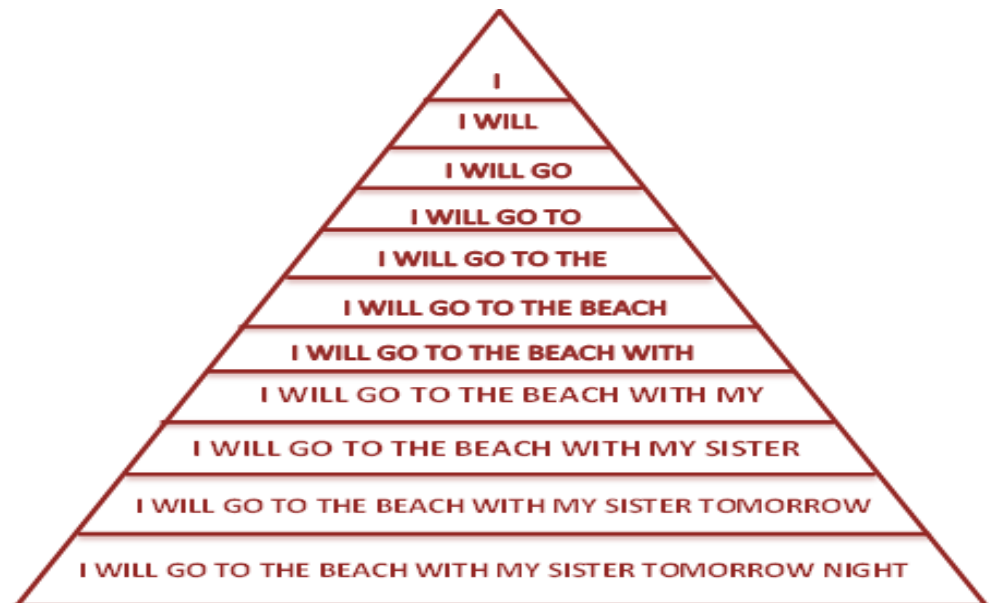 I
I WILL
I WILL GO
I WILL GO TO
I WILL GO TO THE
I WILL GO TO THE BEACH
I WILL GO TO THE BEACH WITH
I WILL GO TO THE BEACH WITH MY
I WILL GO TO THE BEACH WITH MY SISTER
I WILL GO TO THE BEACH WITH MY SISTER TOMORROW
I WILL GO TO THE BEACH WITH MY SISTER TOMORROW NIGHT